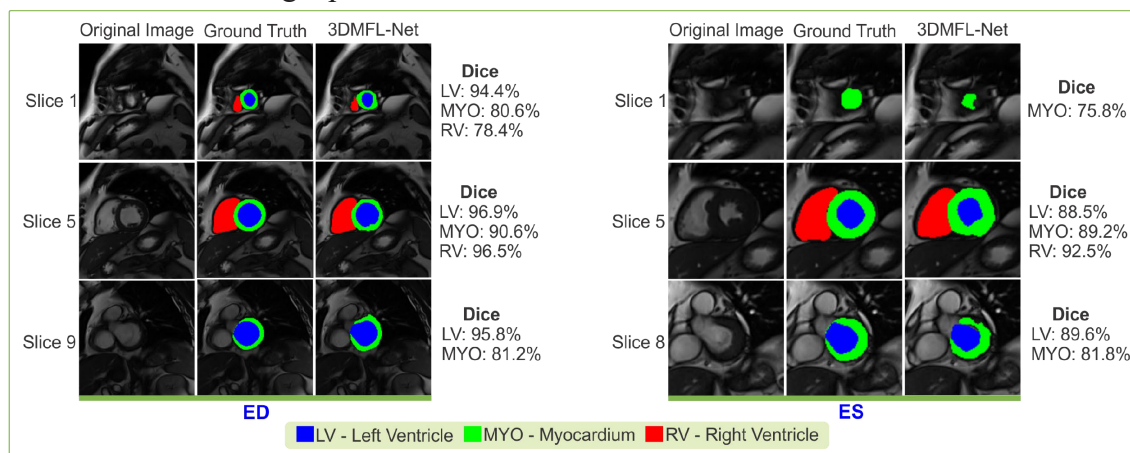 Original Image Ground Truth 3DMFL-Net
Slice 1
Dice
LV: 94.4%
MYO: 80.6%
RV: 78.4%
Slice 5
Dice
LV: 96.9%
MYO: 90.6%
RV: 96.5%
Slice 9
Dice
LV: 95.8%
MYO: 81.2%
ED
Original Image Ground Truth 3DMFL-Net
Slice 1
Dice
MYO: 75.8%
Slice 5
Dice
LV: 88.5%
MYO: 89.2%
RV: 92.5%
Slice 8
Dice
LV: 89.6%
MYO: 81.8%
ES
LV - Left Ventricle MYO - Myocardium RV - Right Ventricle